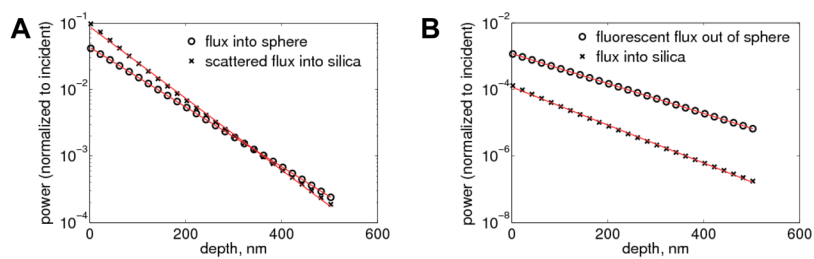 A
power (normalized to incident)
10⁻¹
10⁻²
10⁻³
10⁻⁴
flux into sphere
scattered flux into silica
0
200
400
600
depth, nm
B
power (normalized to incident)
10⁻²
10⁻⁴
10⁻⁶
10⁻⁸
fluorescent flux out of sphere
flux into silica
0
200
400
600
depth, nm